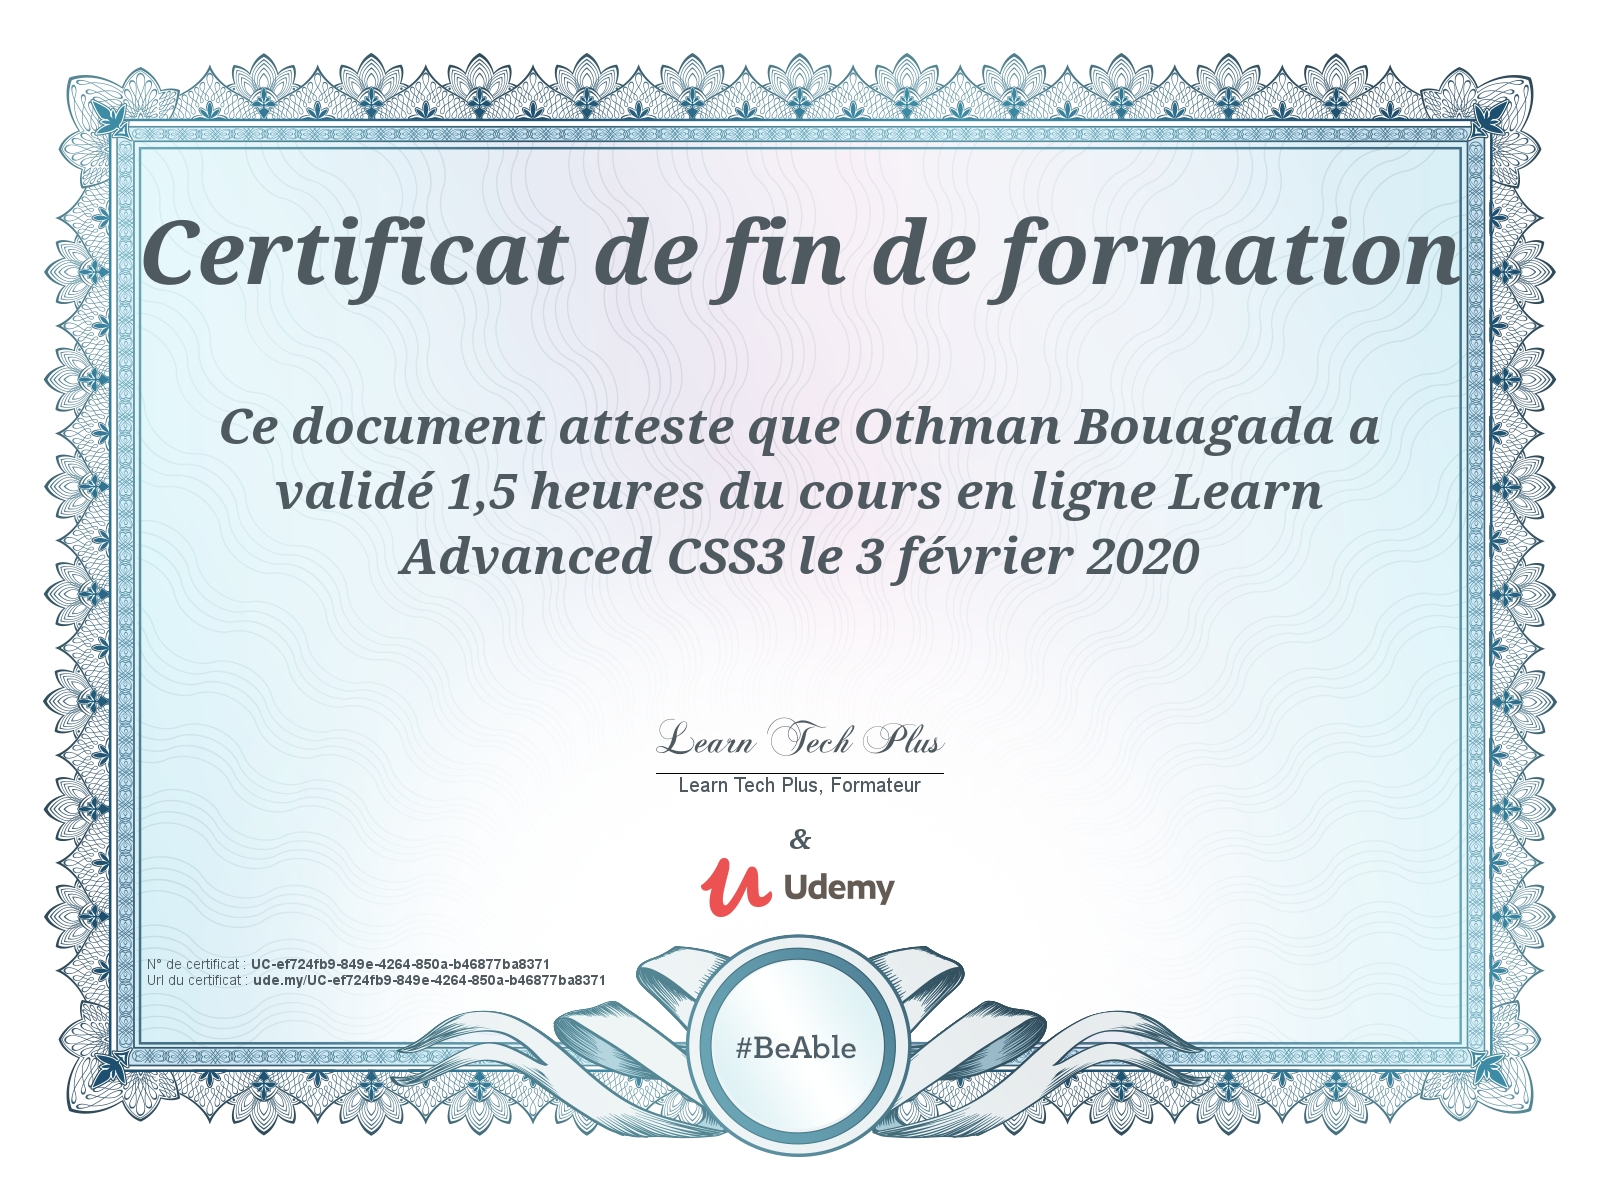 Certificat de fin de formation
Ce document atteste que Othman Bouagada a
validé 1,5 heures du cours en ligne Learn
Advanced CSS3 le 3 février 2020
Learn Tech Plus
Learn Tech Plus, Formateur
&
Udemy
N° de certificat : UC-ef724fb9-849e-4264-850a-b46877ba8371
Url du certificat : ude.my/UC-ef724fb9-849e-4264-850a-b46877ba8371
#BeAble